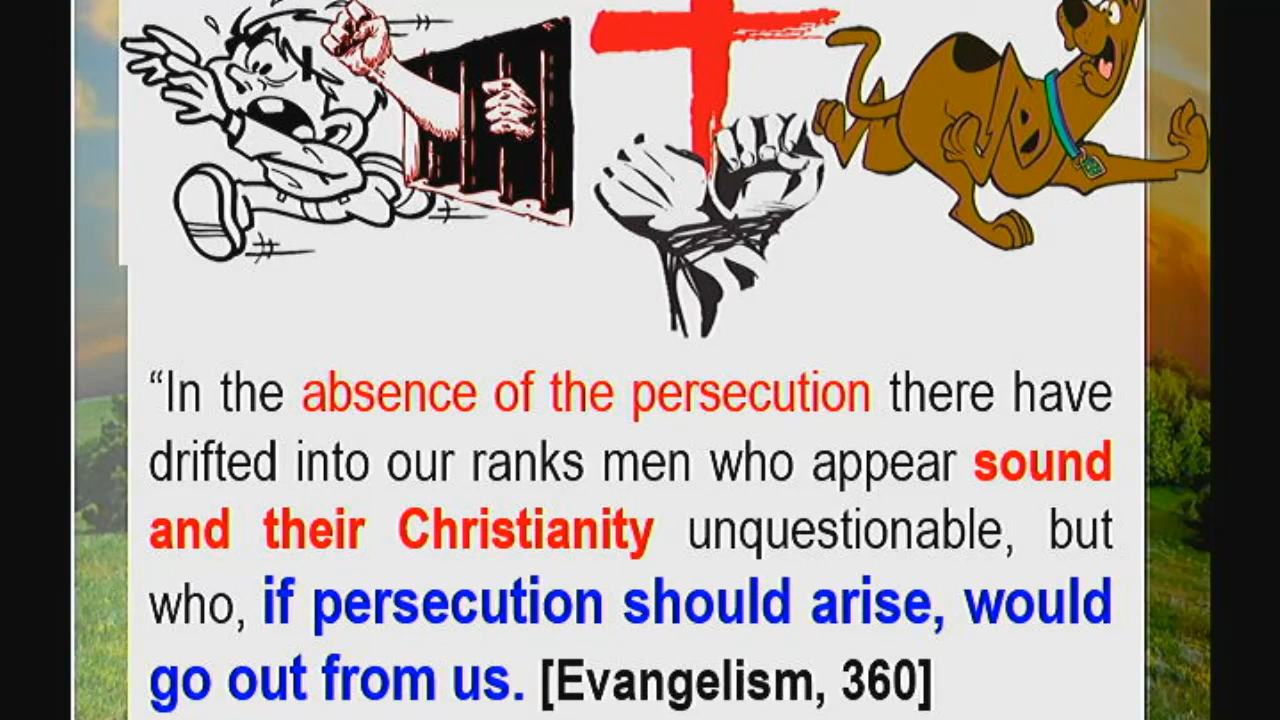 “In the absence of the persecution there have
drifted into our ranks men who appear sound
and their Christianity unquestionable, but
who, if persecution should arise, would
go out from us. [Evangelism, 360]